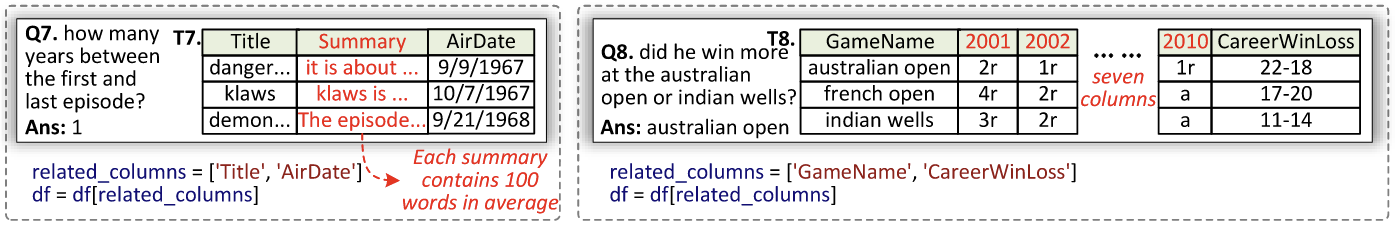 Q7. how many years between the first and last episode?
Ans: 1
T7.
Title Summary AirDate
danger... it is about ... 9/9/1967
klaws klaws is ... 10/7/1967
demon... The episode... 9/21/1968
related_columns = ['Title', 'AirDate']
df = df[related_columns]
Each summary
contains 100
words in average
Q8. did he win more
at the australian
open or indian wells?
Ans: australian open
T8.
GameName 2001 2002 ... ... 2010 CareerWinLoss
australian open 2r 1r 1r 22-18
french open 4r 2r a 17-20
indian wells 3r 2r a 11-14
seven
columns
related_columns = ['GameName', 'CareerWinLoss']
df = df[related_columns]